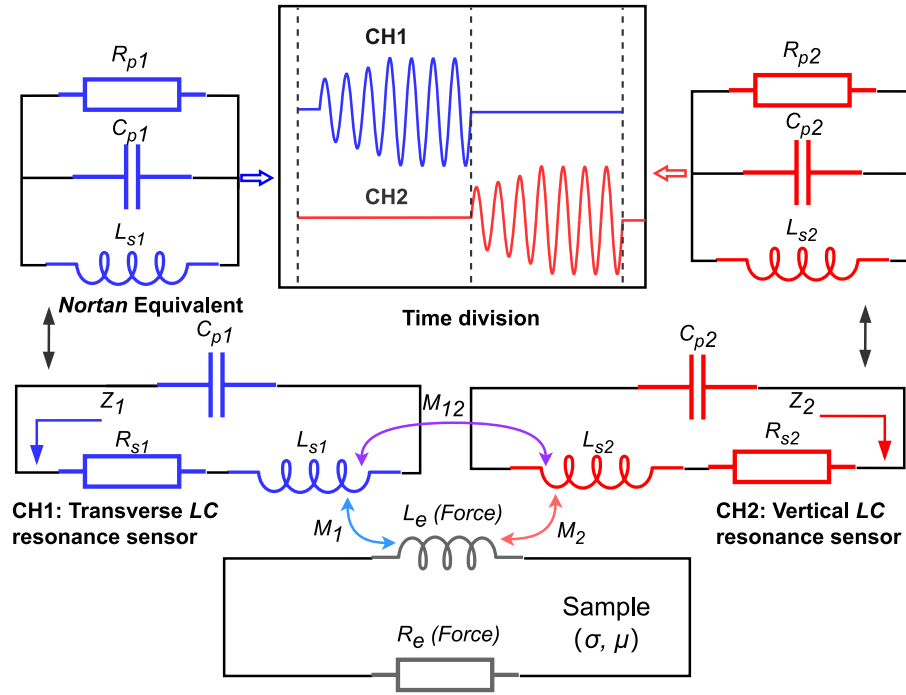 R_p1
C_p1
L_s1
Nortan Equivalent
CH1
CH2
Time division
R_p2
C_p2
L_s2
C_p1
Z_1
R_s1
L_s1
M_12
C_p2
Z_2
L_s2
R_s2
CH1: Transverse LC
resonance sensor
CH2: Vertical LC
resonance sensor
M_1
L_e (Force)
M_2
Sample
(σ, μ)
R_e (Force)